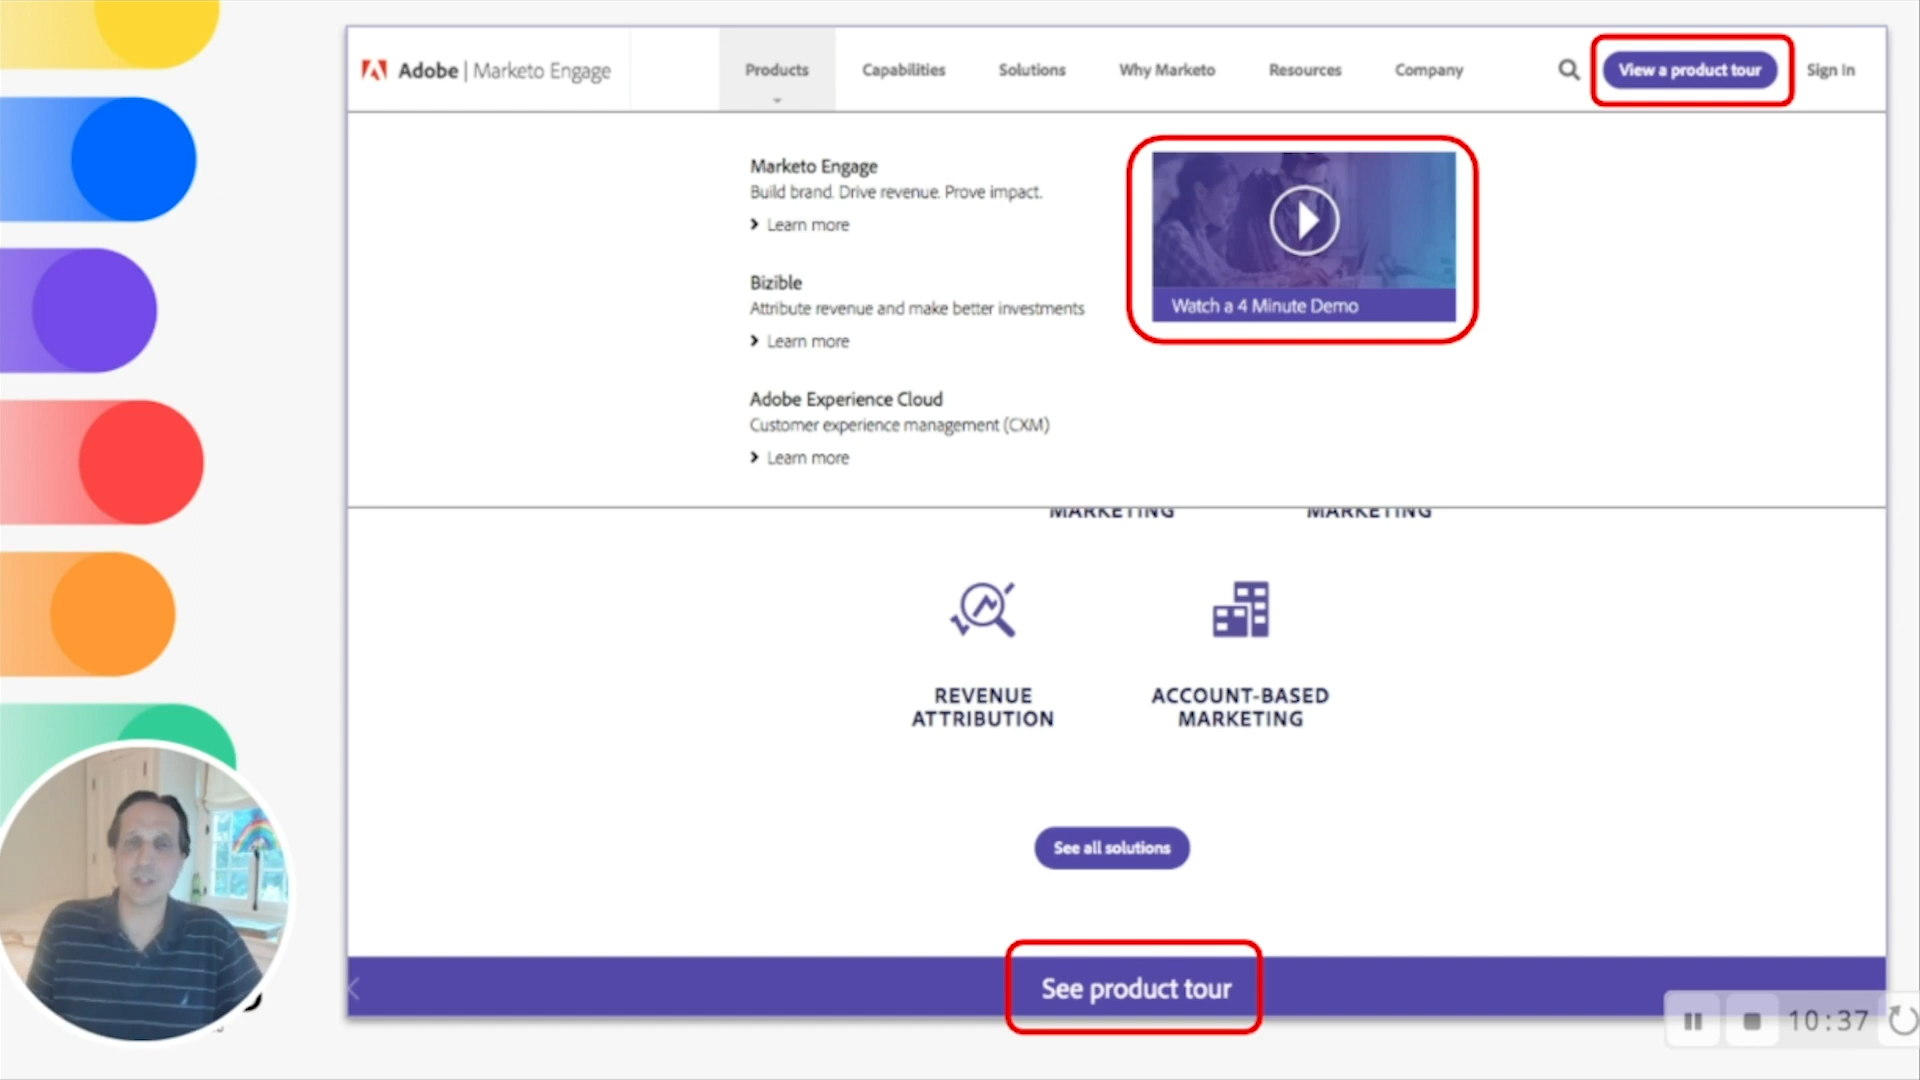 Adobe | Marketo Engage
Products
Capabilities
Solutions
Why Marketo
Resources
Company
View a product tour
Sign In
Marketo Engage
Build brand. Drive revenue. Prove impact.
Learn more
Bizible
Attribute revenue and make better investments
Learn more
Adobe Experience Cloud
Customer experience management (CXM)
Learn more
Watch a 4 Minute Demo
MARKETING
MARKETING
REVENUE
ATTRIBUTION
ACCOUNT-BASED
MARKETING
See all solutions
See product tour
10:37